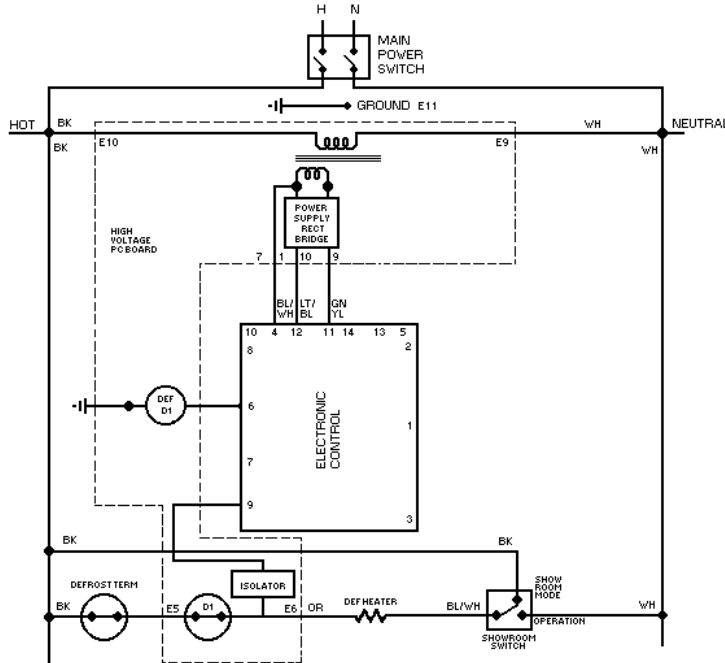 H N
MAIN
POWER
SWITCH
GROUND E11
HOT BK WH NEUTRAL
BK E10 E9 WH
POWER
SUPPLY
RECT
BRIDGE
HIGH
VOLTAGE
PC BOARD
7 1 10 9
BL/
WH
LT/
BL
GN
YL
10 4 12 11 14 13 5
8 2
DEF
D1
6
1
ELECTRONIC
CONTROL
7
9
3
BK BK
DEFROST TERM
ISOLATOR
SHOW
ROOM
MODE
BK E5 D1 E6 OR DEF HEATER BL/WH WH
OPERATION
SHOWROOM
SWITCH